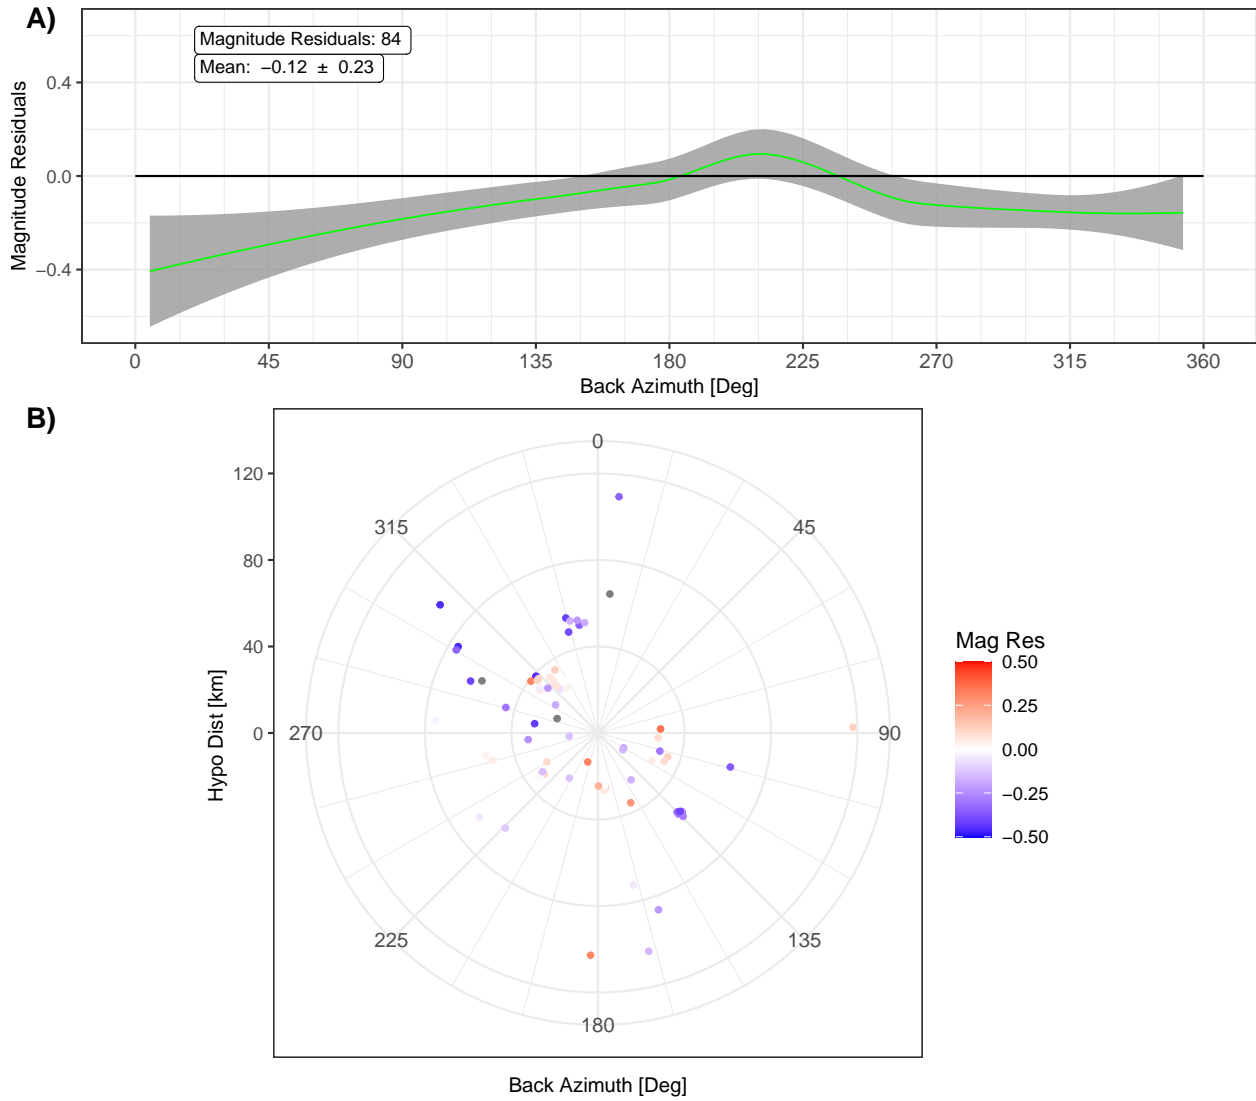 A)
Magnitude Residuals: 84
Mean: −0.12 ± 0.23
0.4
0.0
−0.4
Magnitude Residuals
0 45 90 135 180 225 270 315 360
Back Azimuth [Deg]
B)
120
80
40
0
Hypo Dist [km]
0
45
90
135
180
225
270
315
Back Azimuth [Deg]
Mag Res
0.50
0.25
0.00
−0.25
−0.50